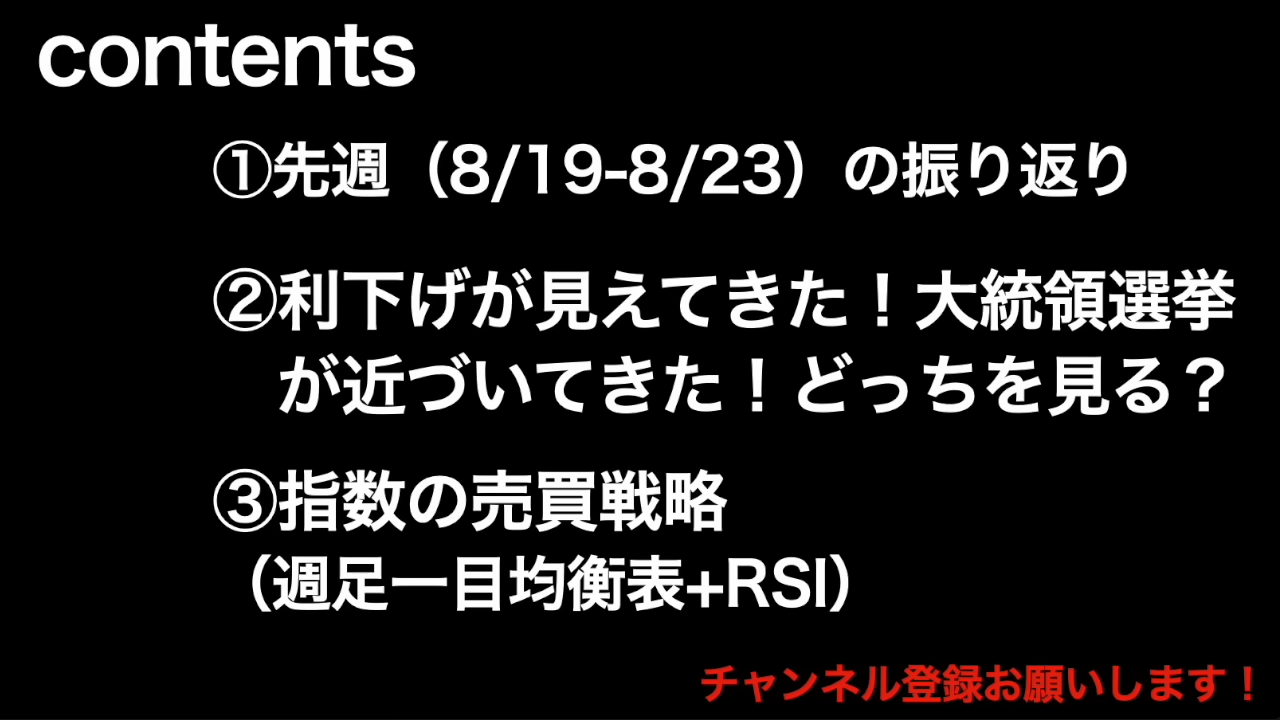 contents
①先週（8/19-8/23）の振り返り
②利下げが見えてきた！大統領選挙
が近づいてきた！どっちを見る？
③指数の売買戦略
（週足一目均衡表+RSI）
チャンネル登録お願いします！